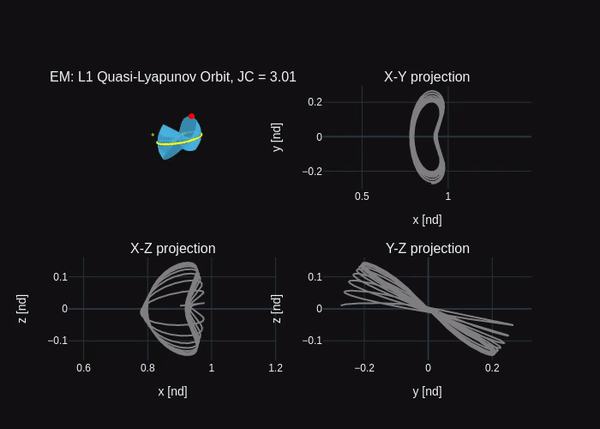 EM: L1 Quasi-Lyapunov Orbit, JC = 3.01
X-Y projection
0.2
0
−0.2
y [nd]
0.5
1
x [nd]
X-Z projection
0.1
0
−0.1
z [nd]
0.6
0.8
1
1.2
x [nd]
Y-Z projection
0.1
0
−0.1
z [nd]
−0.2
0
0.2
y [nd]